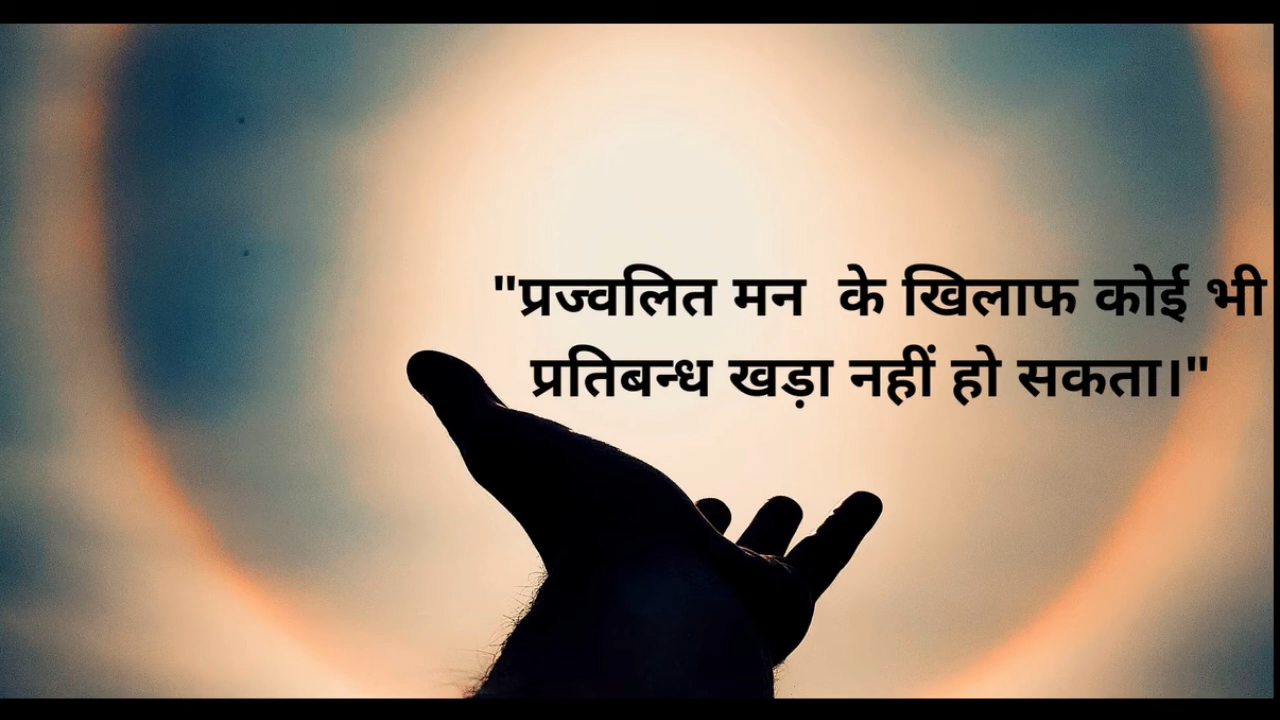 "प्रज्वलित मन के खिलाफ कोई भी
प्रतिबन्ध खड़ा नहीं हो सकता।"